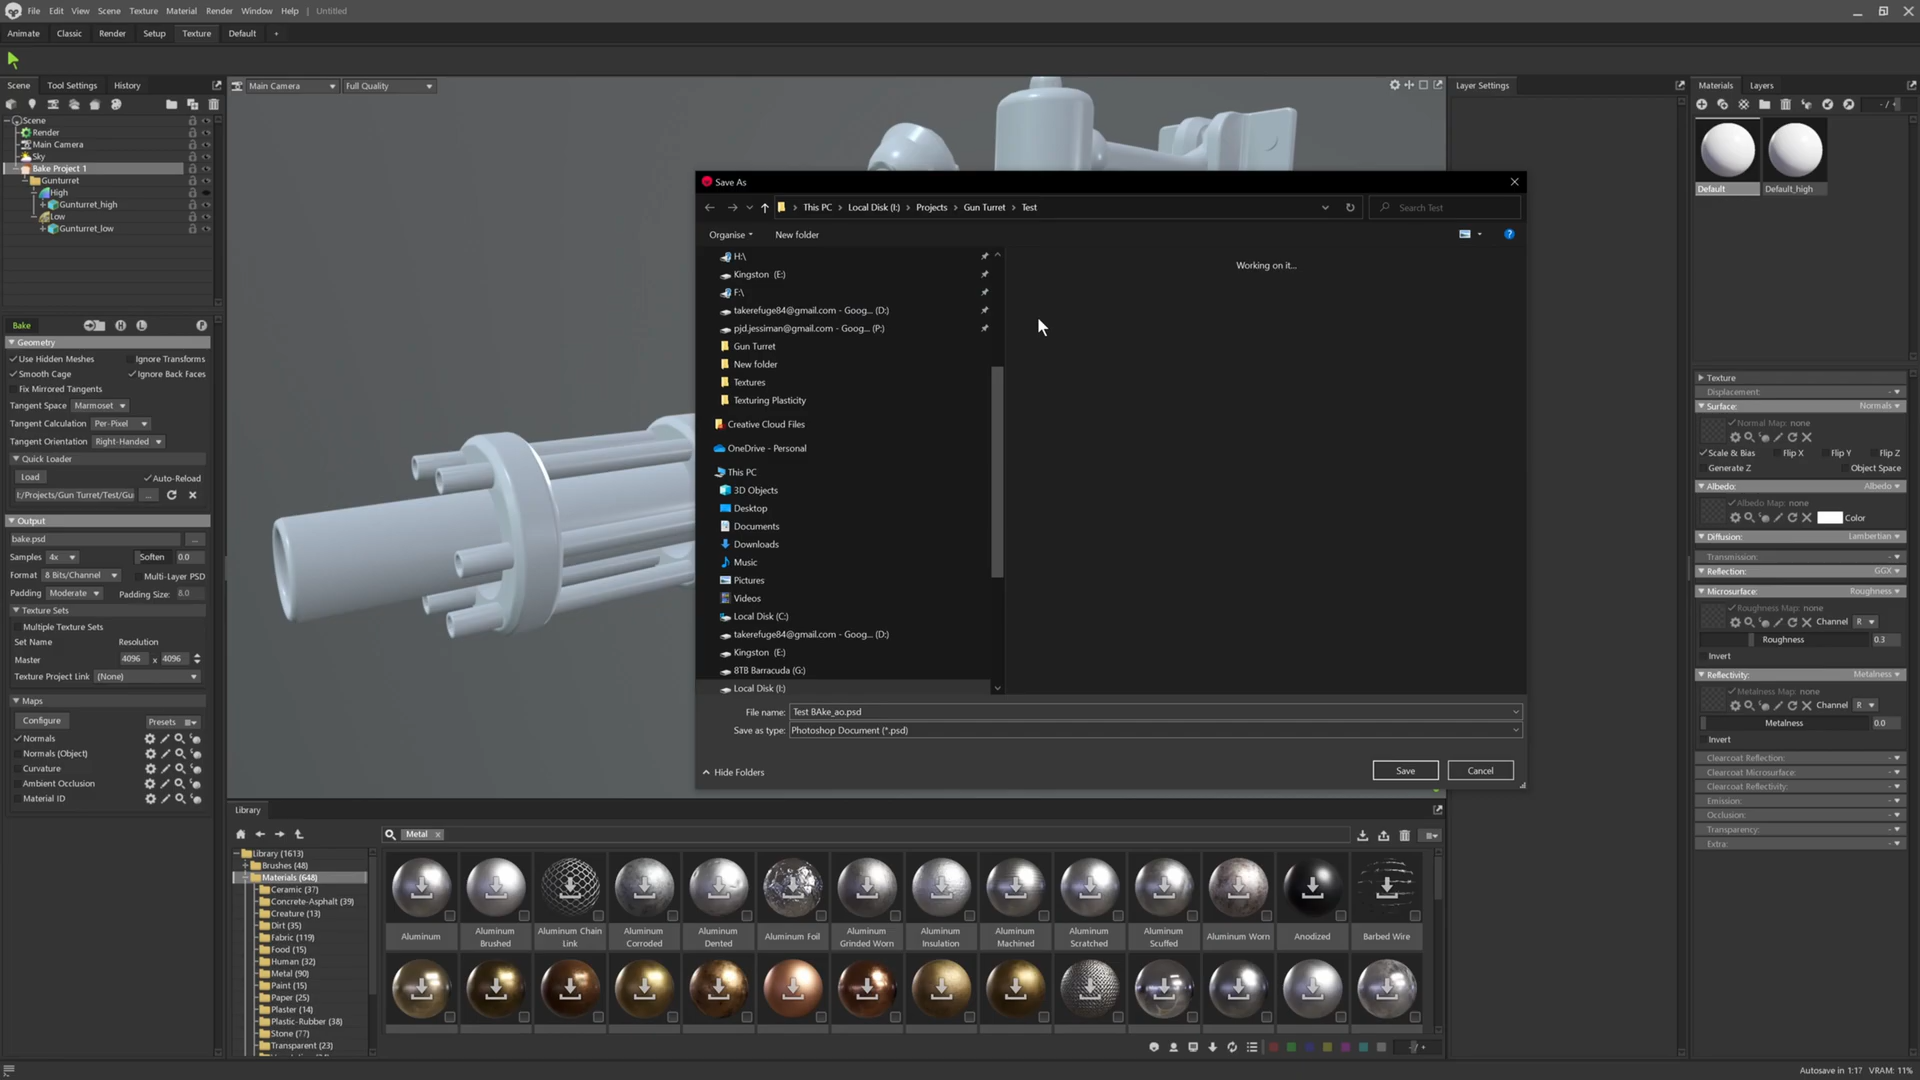 File Edit View Scene Texture Material Render Window Help | Untitled
Animate Classic Render Setup Texture Default +
Scene Tool Settings History
Main Camera Full Quality
Layer Settings
Materials Layers
Scene
Render
Main Camera
Sky
Bake Project 1
Gunturret
High
Gunturret_high
Low
Gunturret_low
Default Default_high
Bake H L P
Geometry
Use Hidden Meshes Ignore Transforms
Smooth Cage Ignore Back Faces
Fix Mirrored Tangents
Tangent Space Marmoset
Tangent Calculation Per-Pixel
Tangent Orientation Right-Handed
Quick Loader
Load Auto-Reload
I:/Projects/Gun Turret/Test/Gu ...
Output
bake.psd ...
Samples 4x Soften 0.0
Format 8 Bits/Channel Multi-Layer PSD
Padding Moderate Padding Size: 8.0
Texture Sets
Multiple Texture Sets
Set Name Resolution
Master 4096 x 4096
Texture Project Link (None)
Maps
Configure Presets
Normals
Normals (Object)
Curvature
Ambient Occlusion
Material ID
Save As
This PC > Local Disk (I:) > Projects > Gun Turret > Test
Search Test
Organise New folder
H:\
Kingston (E:)
F:\
takerefuge84@gmail.com - Goog... (D:)
pjd.jessiman@gmail.com - Goog... (P:)
Gun Turret
New folder
Textures
Texturing Plasticity
Creative Cloud Files
OneDrive - Personal
This PC
3D Objects
Desktop
Documents
Downloads
Music
Pictures
Videos
Local Disk (C:)
takerefuge84@gmail.com - Goog... (D:)
Kingston (E:)
8TB Barracuda (G:)
Local Disk (I:)
Working on it...
File name: Test BAke_ao.psd
Save as type: Photoshop Document (*.psd)
Hide Folders
Save Cancel
Texture
Displacement:
Surface: Normals
Normal Map: none
Scale & Bias Flip X Flip Y Flip Z
Generate Z Object Space
Albedo: Albedo
Albedo Map: none
Color
Diffusion: Lambertian
Transmission:
Reflection: GGX
Microsurface: Roughness
Roughness Map: none
Channel R
Roughness 0.3
Invert
Reflectivity: Metalness
Metalness Map: none
Channel R
Metalness 0.0
Invert
Clearcoat Reflection:
Clearcoat Microsurface:
Clearcoat Reflectivity:
Emission:
Occlusion:
Transparency:
Extra:
Library
Metal x
Library (1613)
Brushes (48)
Materials (648)
Ceramic (37)
Concrete-Asphalt (39)
Creature (13)
Dirt (35)
Fabric (119)
Food (15)
Human (32)
Metal (90)
Paint (15)
Paper (25)
Plaster (14)
Plastic-Rubber (38)
Stone (77)
Transparent (23)
Aluminum
Aluminum Brushed
Aluminum Chain Link
Aluminum Corroded
Aluminum Dented
Aluminum Foil
Aluminum Grinded Worn
Aluminum Insulation
Aluminum Machined
Aluminum Scratched
Aluminum Scuffed
Aluminum Worn
Anodized
Barbed Wire
Autosave in 1:17 VRAM: 11%